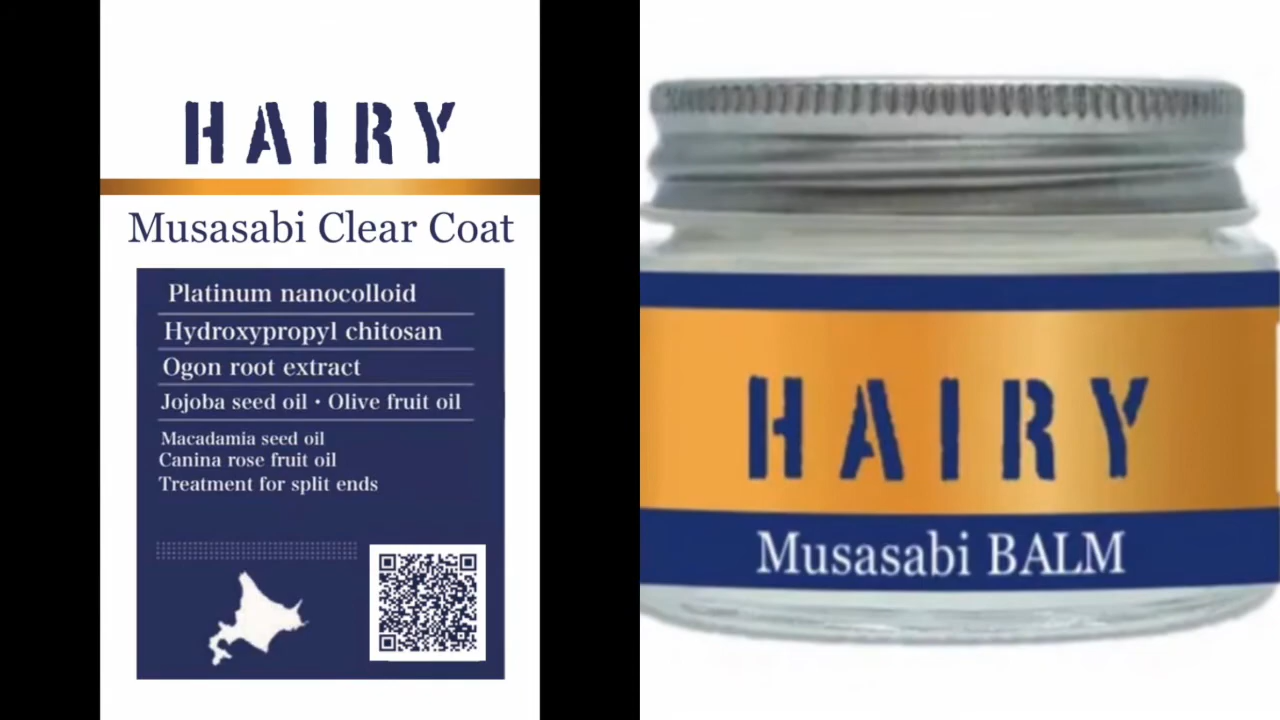 HAIRY
Musasabi Clear Coat
Platinum nanocolloid
Hydroxypropyl chitosan
Ogon root extract
Jojoba seed oil・Olive fruit oil
Macadamia seed oil
Canina rose fruit oil
Treatment for split ends
HAIRY
Musasabi BALM